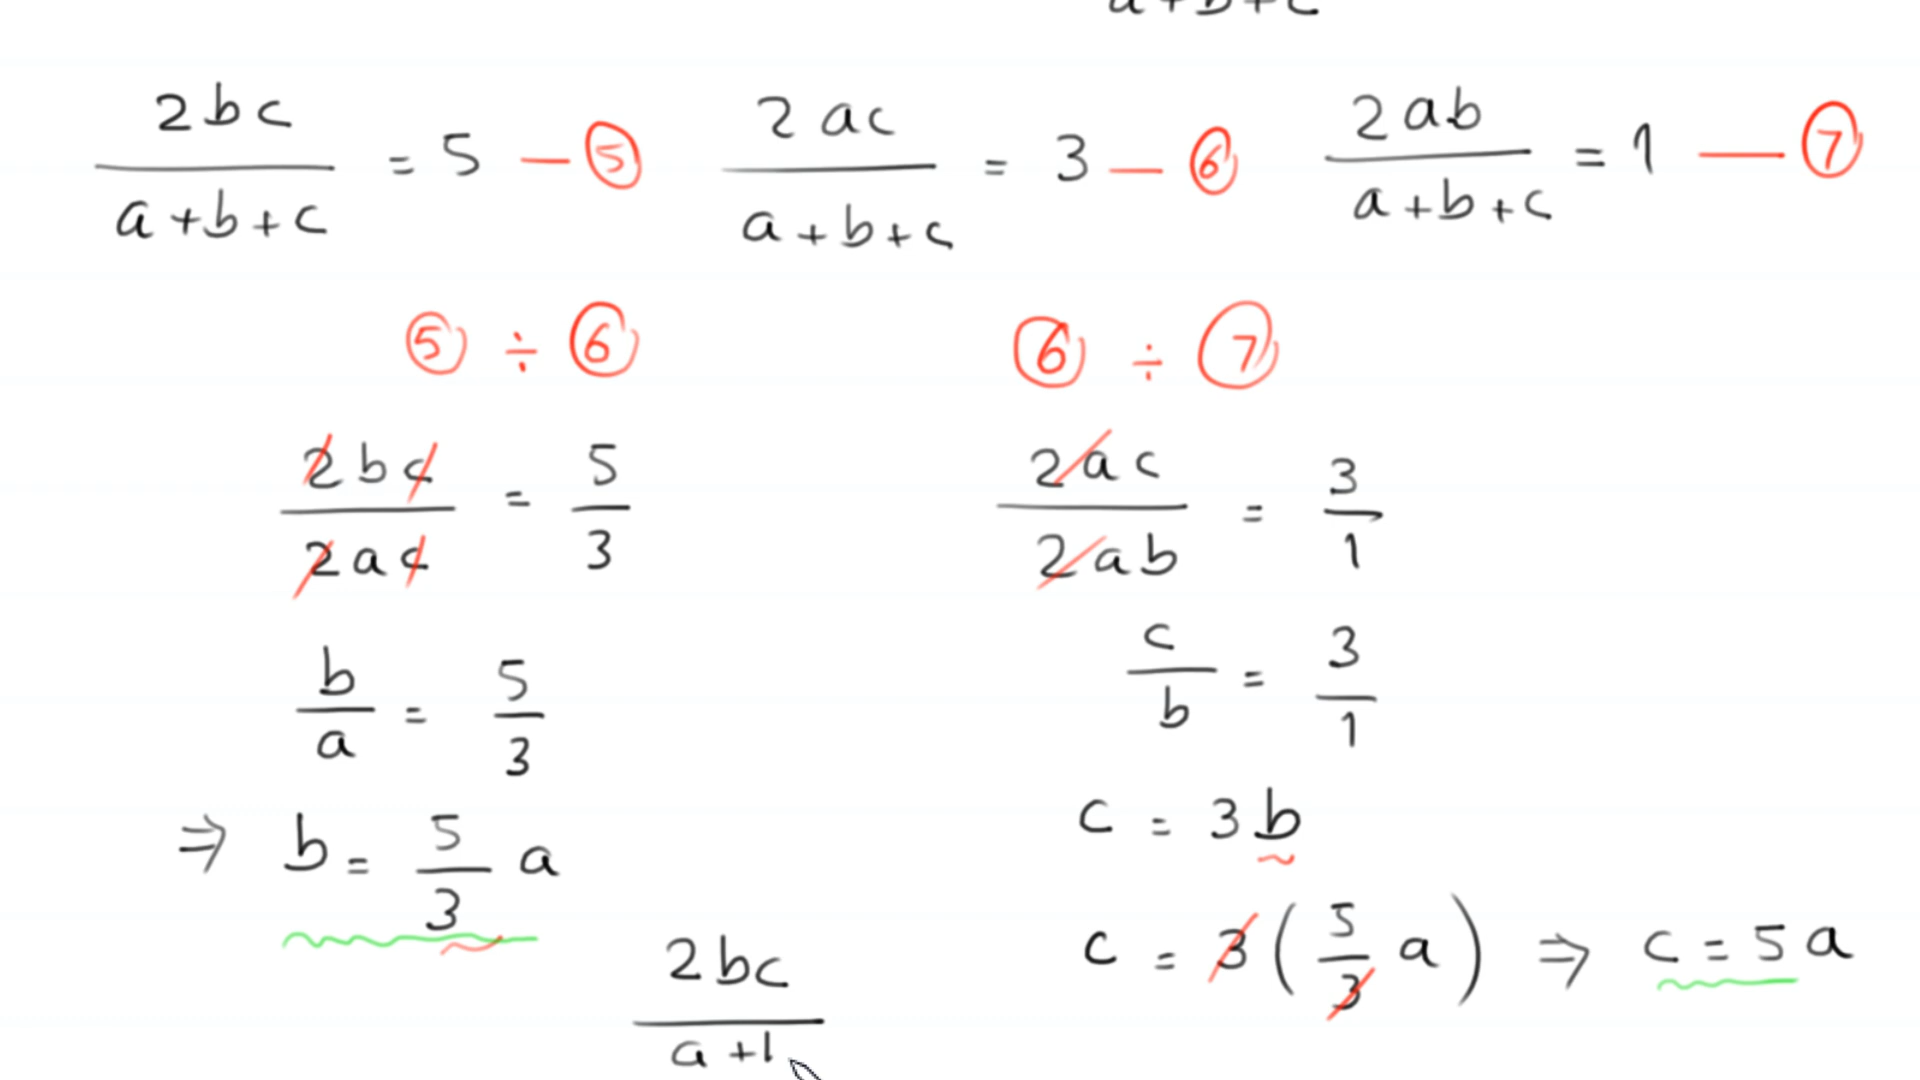 a+b+c
2bc/(a+b+c) = 5 — ⑤   2ac/(a+b+c) = 3 — ⑥   2ab/(a+b+c) = 1 — ⑦
⑤ ÷ ⑥   ⑥ ÷ ⑦
2bc/2ac = 5/3   2ac/2ab = 3/1
b/a = 5/3   c/b = 3/1
⇒ b = 5/3 a   c = 3b
c = 3(5/3 a) ⇒ c = 5a
2bc/(a+